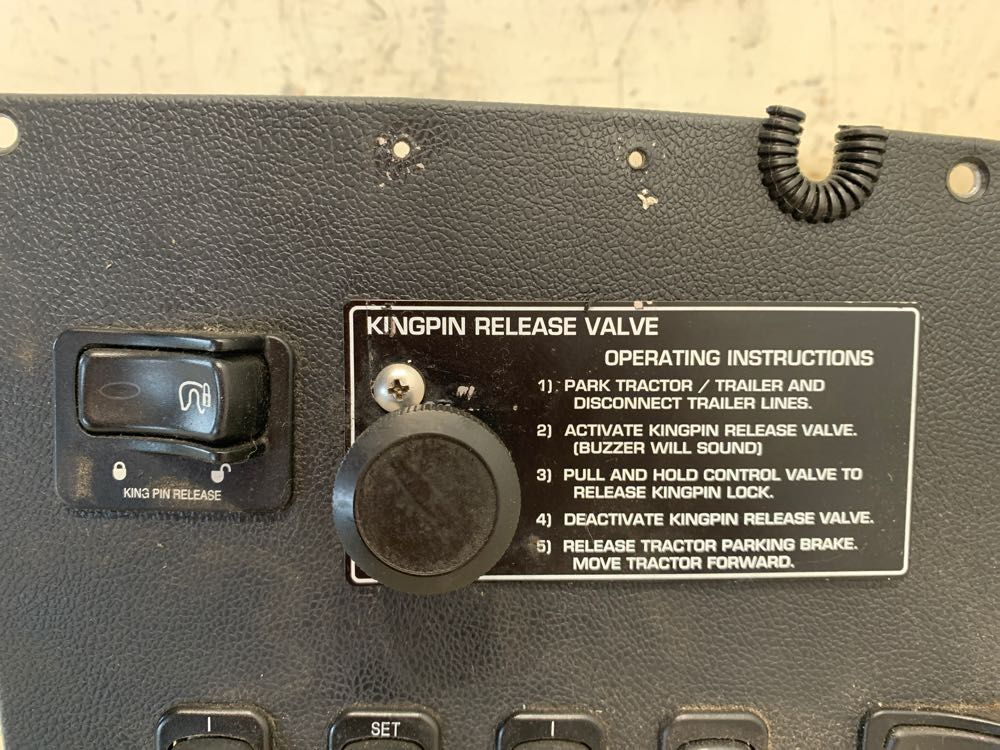 KINGPIN RELEASE VALVE
OPERATING INSTRUCTIONS
1) PARK TRACTOR / TRAILER AND
DISCONNECT TRAILER LINES.
2) ACTIVATE KINGPIN RELEASE VALVE.
(BUZZER WILL SOUND)
3) PULL AND HOLD CONTROL VALVE TO
RELEASE KINGPIN LOCK.
4) DEACTIVATE KINGPIN RELEASE VALVE.
5) RELEASE TRACTOR PARKING BRAKE.
MOVE TRACTOR FORWARD.
KING PIN RELEASE
I
SET
I